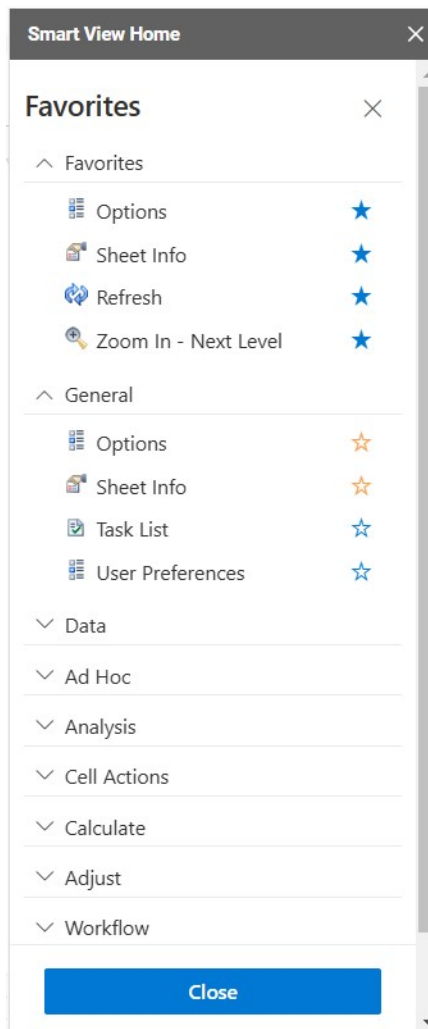 Smart View Home
Favorites
Favorites
Options
Sheet Info
Refresh
Zoom In - Next Level
General
Options
Sheet Info
Task List
User Preferences
Data
Ad Hoc
Analysis
Cell Actions
Calculate
Adjust
Workflow
Close